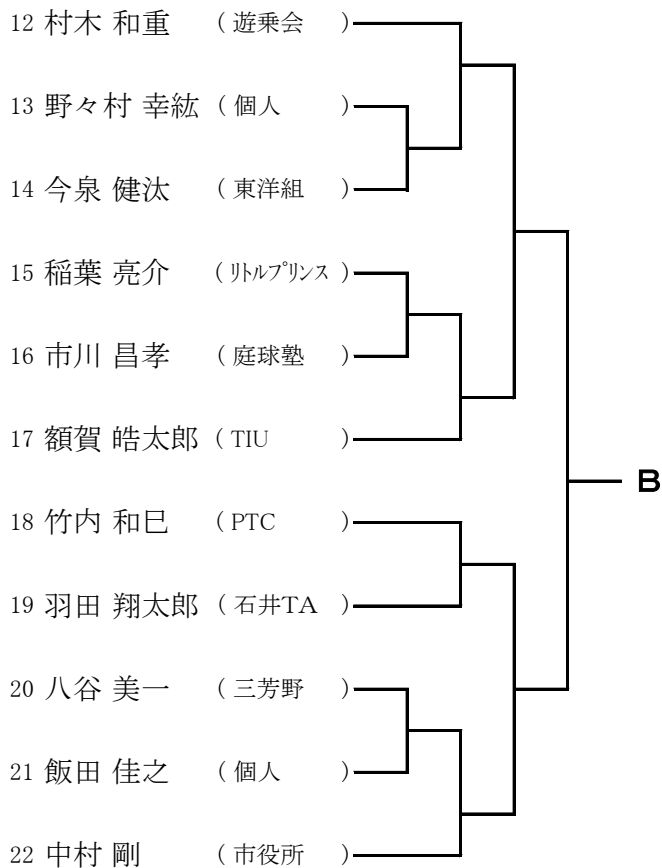 12 村木 和重 ( 遊乗会 )
13 野々村 幸紘 ( 個人 )
14 今泉 健汰 ( 東洋組 )
15 稲葉 亮介 ( ﾘﾄﾙﾌﾟﾘﾝｽ )
16 市川 昌孝 ( 庭球塾 )
17 額賀 皓太郎 ( TIU )
B
18 竹内 和巳 ( PTC )
19 羽田 翔太郎 ( 石井TA )
20 八谷 美一 ( 三芳野 )
21 飯田 佳之 ( 個人 )
22 中村 剛 ( 市役所 )